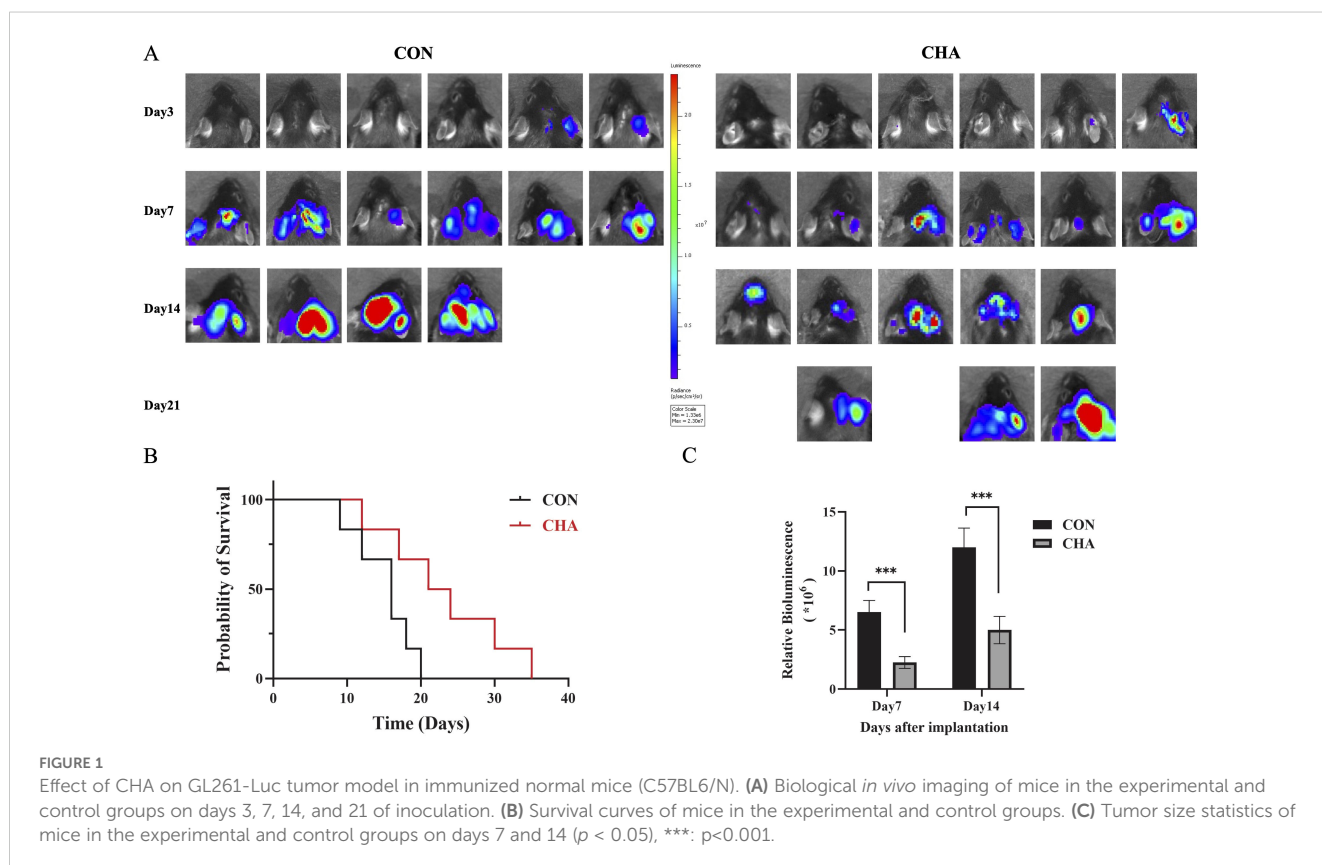 A
CON
CHA
Luminescence
Day3
2.0
Day7
1.5
x10⁷
1.0
Day14
0.5
Day21
Radiance
(p/sec/cm²/sr)
Color Scale
Min = 1.33e6
Max = 2.30e7
B
100
50
0
0
10
20
30
40
Probability of Survival
Time (Days)
CON
CHA
C
15
10
5
0
Relative Bioluminescence
( *10⁶ )
***
***
CON
CHA
Day7
Day14
Days after implantation
FIGURE 1
Effect of CHA on GL261-Luc tumor model in immunized normal mice (C57BL6/N). (A) Biological in vivo imaging of mice in the experimental and
control groups on days 3, 7, 14, and 21 of inoculation. (B) Survival curves of mice in the experimental and control groups. (C) Tumor size statistics of
mice in the experimental and control groups on days 7 and 14 (p < 0.05), ***: p<0.001.